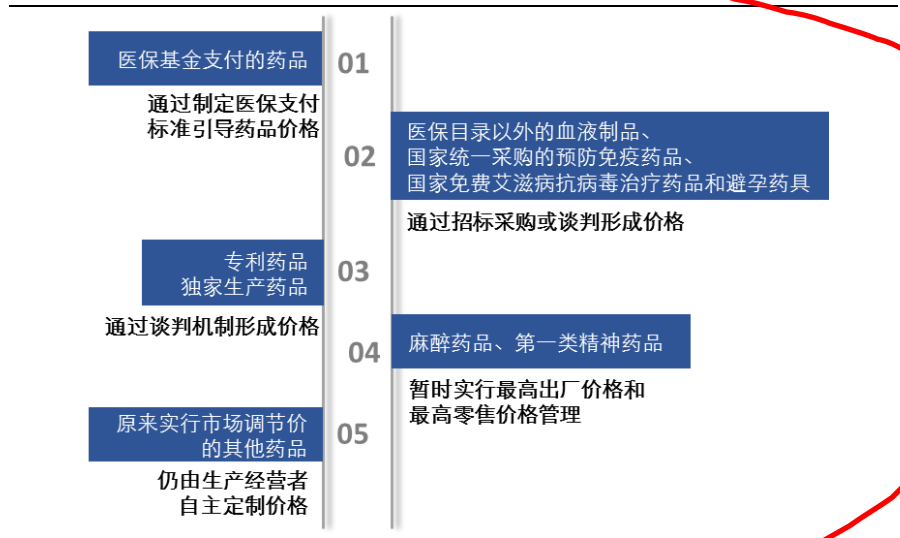 医保基金支付的药品
01
通过制定医保支付
标准引导药品价格
02
医保目录以外的血液制品、
国家统一采购的预防免疫药品、
国家免费艾滋病抗病毒治疗药品和避孕药具
通过招标采购或谈判形成价格
专利药品
独家生产药品
03
通过谈判机制形成价格
04
麻醉药品、第一类精神药品
暂时实行最高出厂价格和
最高零售价格管理
原来实行市场调节价
的其他药品
05
仍由生产经营者
自主定制价格